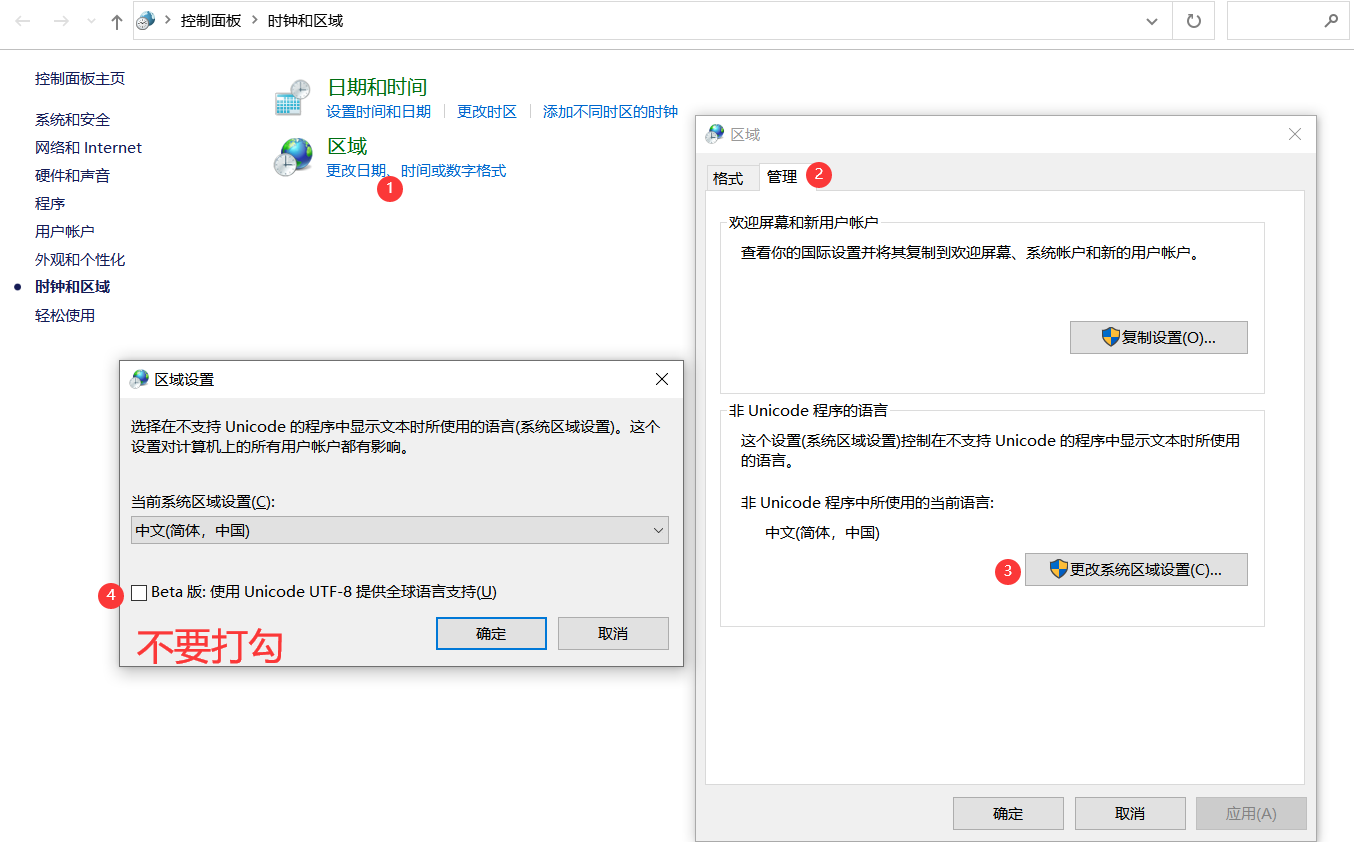 控制面板 时钟和区域
控制面板主页
系统和安全
网络和 Internet
硬件和声音
程序
用户帐户
外观和个性化
时钟和区域
轻松使用
日期和时间
设置时间和日期 更改时区 添加不同时区的时钟
区域
更改日期、时间或数字格式
1
区域
格式 管理 2
欢迎屏幕和新用户帐户
查看你的国际设置并将其复制到欢迎屏幕、系统帐户和新的用户帐户。
复制设置(O)...
非 Unicode 程序的语言
这个设置(系统区域设置)控制在不支持 Unicode 的程序中显示文本时所使用
的语言。
非 Unicode 程序中所使用的当前语言:
中文(简体，中国)
3 更改系统区域设置(C)...
确定 取消 应用(A)
区域设置
选择在不支持 Unicode 的程序中显示文本时所使用的语言(系统区域设置)。这个
设置对计算机上的所有用户帐户都有影响。
当前系统区域设置(C):
中文(简体，中国)
4 Beta 版: 使用 Unicode UTF-8 提供全球语言支持(U)
不要打勾
确定 取消